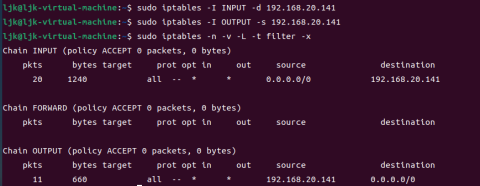 ljk@ljk-virtual-machine:~$ sudo iptables -I INPUT -d 192.168.20.141
ljk@ljk-virtual-machine:~$ sudo iptables -I OUTPUT -s 192.168.20.141
ljk@ljk-virtual-machine:~$ sudo iptables -n -v -L -t filter -x
Chain INPUT (policy ACCEPT 0 packets, 0 bytes)
pkts bytes target prot opt in out source destination
20 1240 all -- * * 0.0.0.0/0 192.168.20.141
Chain FORWARD (policy ACCEPT 0 packets, 0 bytes)
pkts bytes target prot opt in out source destination
Chain OUTPUT (policy ACCEPT 0 packets, 0 bytes)
pkts bytes target prot opt in out source destination
11 660 all -- * * 192.168.20.141 0.0.0.0/0